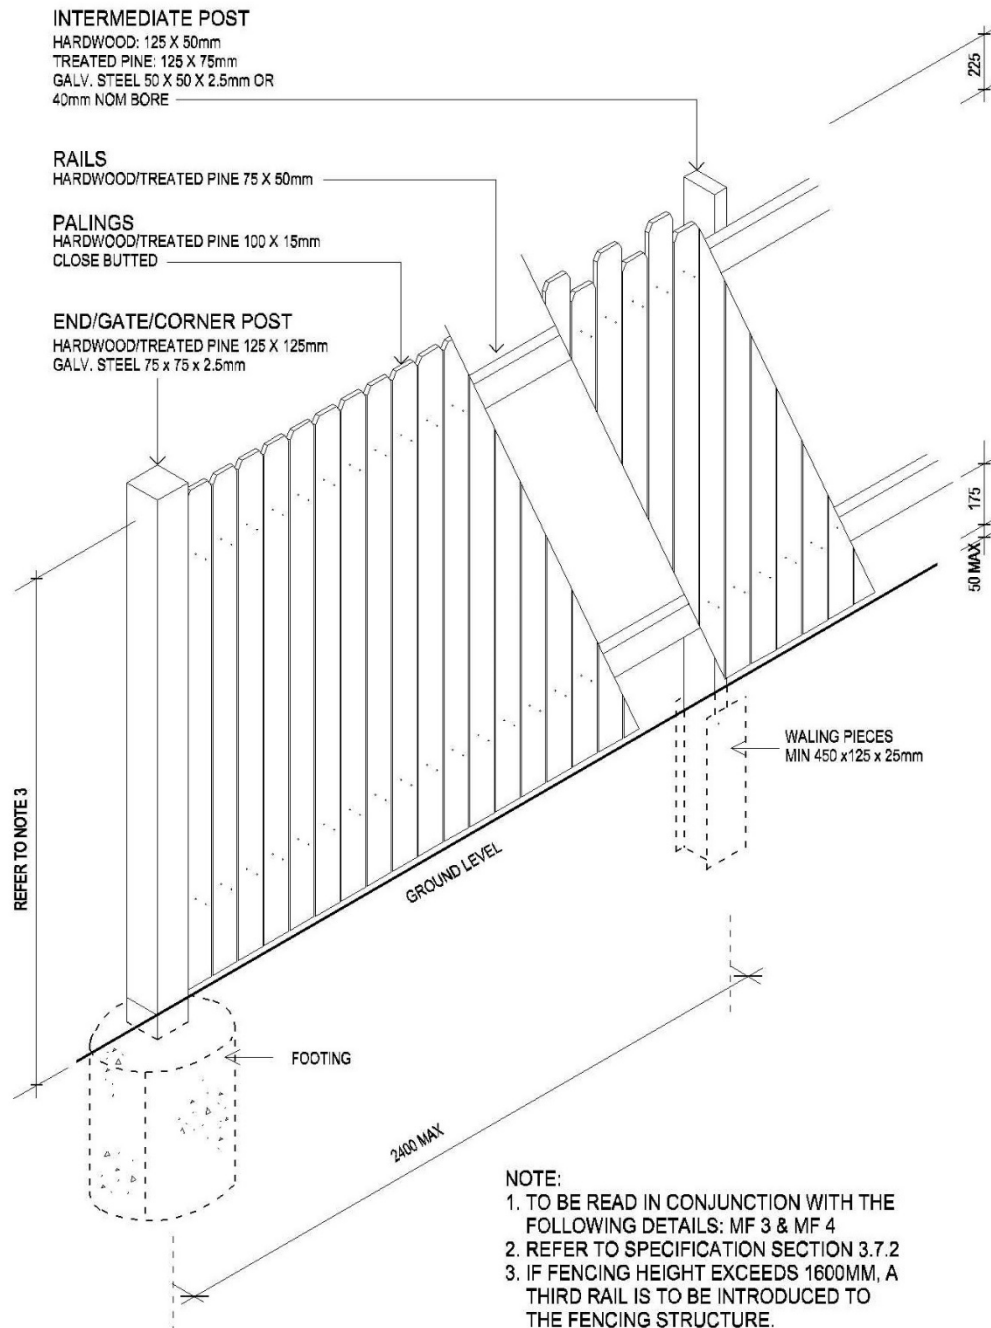 INTERMEDIATE POST
HARDWOOD: 125 X 50mm
TREATED PINE: 125 X 75mm
GALV. STEEL 50 X 50 X 2.5mm OR
40mm NOM BORE
225
RAILS
HARDWOOD/TREATED PINE 75 X 50mm
PALINGS
HARDWOOD/TREATED PINE 100 X 15mm
CLOSE BUTTED
END/GATE/CORNER POST
HARDWOOD/TREATED PINE 125 X 125mm
GALV. STEEL 75 x 75 x 2.5mm
175
50 MAX
WALING PIECES
MIN 450 x125 x 25mm
REFER TO NOTE 3
GROUND LEVEL
FOOTING
2400 MAX
NOTE:
1. TO BE READ IN CONJUNCTION WITH THE
FOLLOWING DETAILS: MF 3 & MF 4
2. REFER TO SPECIFICATION SECTION 3.7.2
3. IF FENCING HEIGHT EXCEEDS 1600MM, A
THIRD RAIL IS TO BE INTRODUCED TO
THE FENCING STRUCTURE.